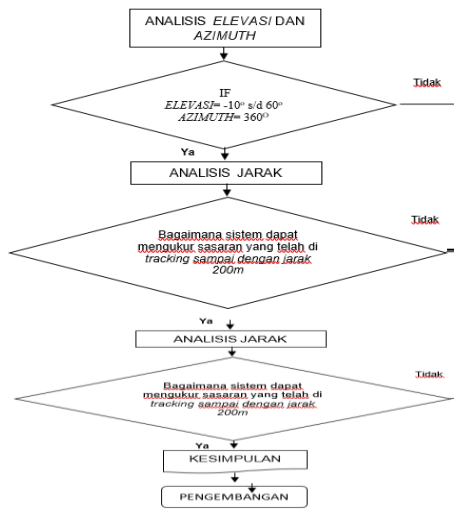 ANALISIS ELEVASI DAN
AZIMUTH
Tidak
IF
ELEVASI= -10° s/d 60°
AZIMUTH= 360°
Ya
ANALISIS JARAK
Tidak
Bagaimana sistem dapat
mengukur sasaran yang telah di
tracking sampai dengan jarak
200m
Ya
ANALISIS JARAK
Tidak
Bagaimana sistem dapat
mengukur sasaran yang telah di
tracking sampai dengan jarak
200m
Ya
KESIMPULAN
PENGEMBANGAN